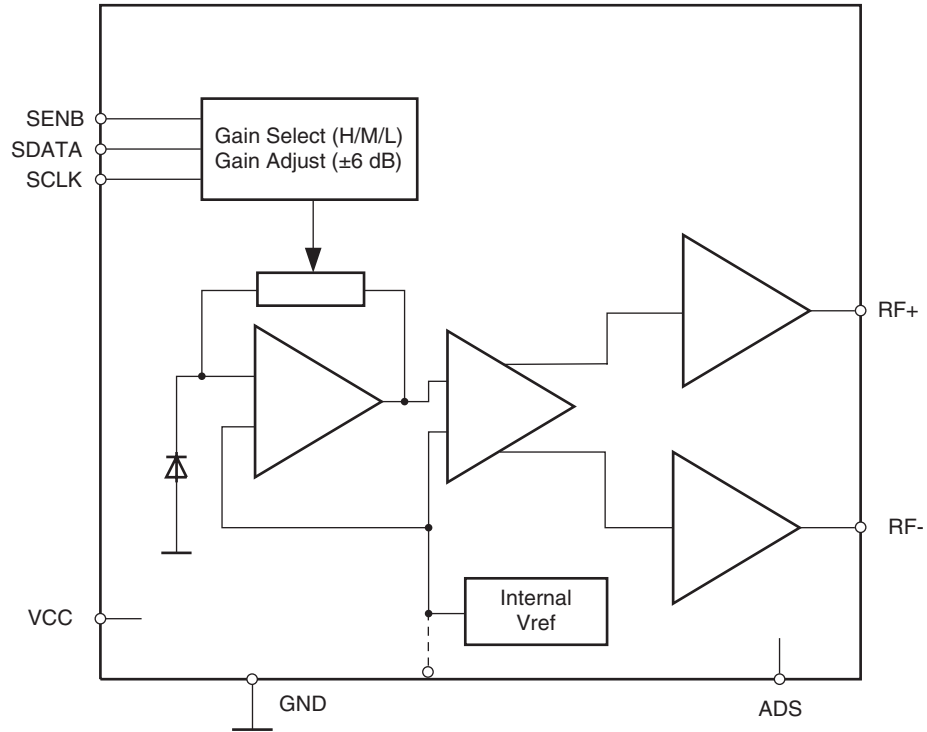 SENB
SDATA
SCLK
Gain Select (H/M/L)
Gain Adjust (±6 dB)
RF+
RF-
Internal
Vref
VCC
GND
ADS